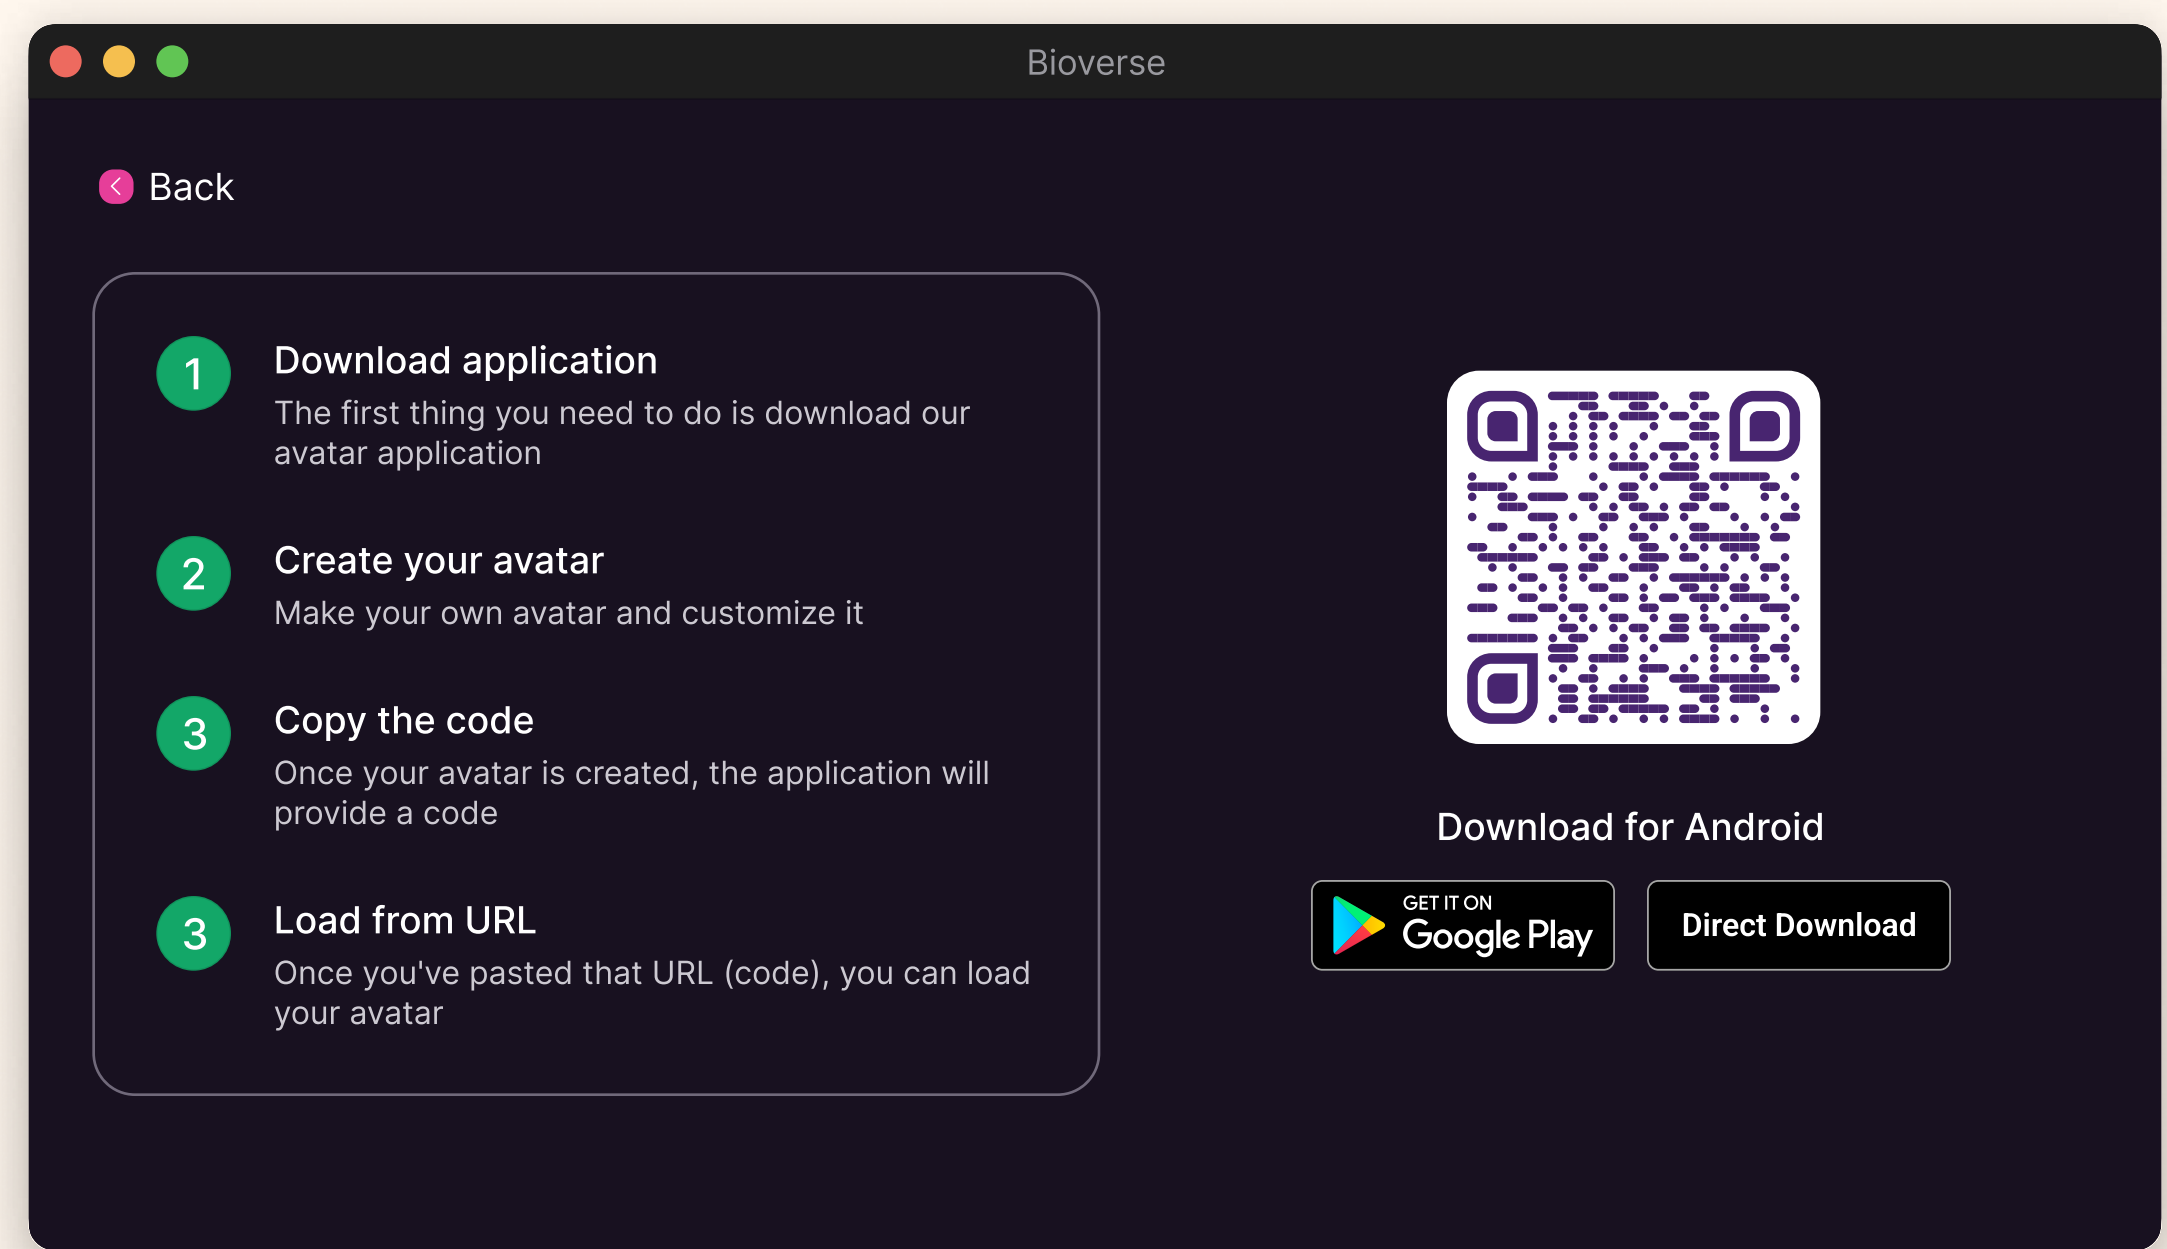 Bioverse
Back
1
Download application
The first thing you need to do is download our
avatar application
2
Create your avatar
Make your own avatar and customize it
3
Copy the code
Once your avatar is created, the application will
provide a code
3
Load from URL
Once you've pasted that URL (code), you can load
your avatar
Download for Android
GET IT ON
Google Play
Direct Download